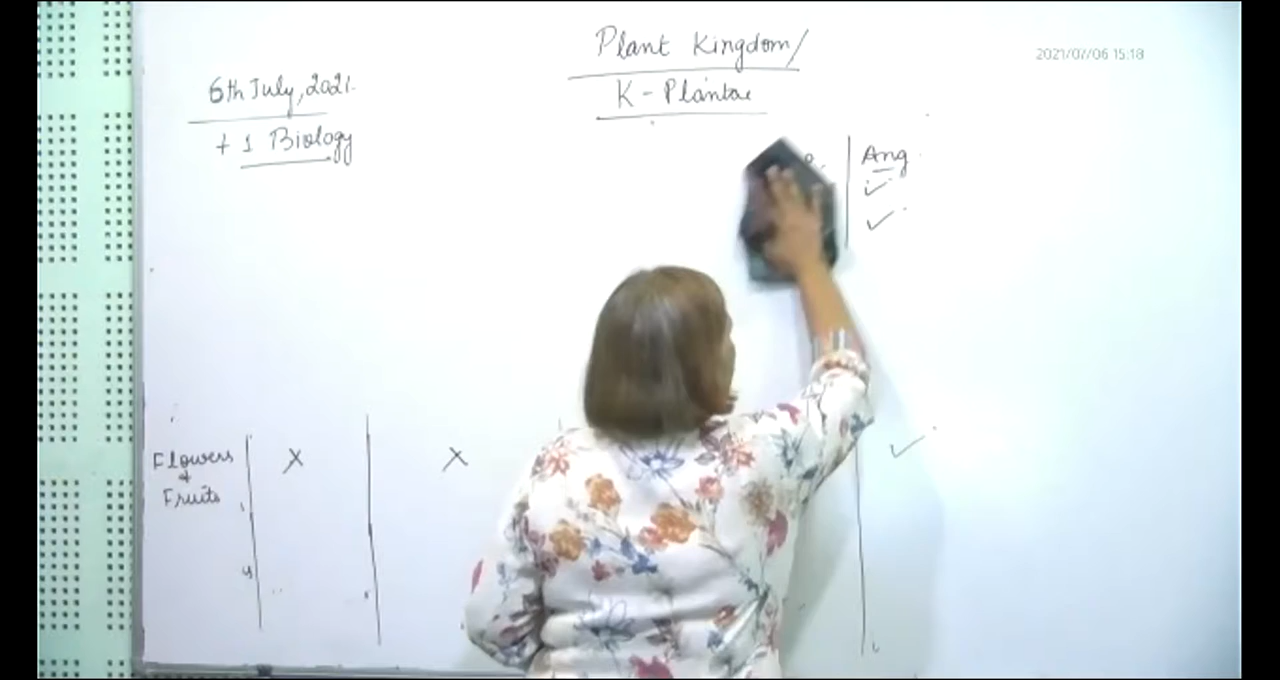 Plant Kingdom/
K - Plantae
2021/07/06 15:18
6th July, 2021.
+ 1 Biology
Ang
✓
✓
Flowers
&
Fruits
X
X
✓